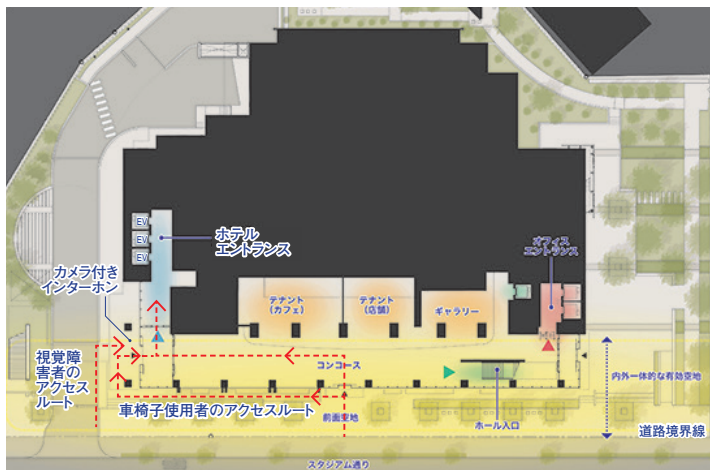 EV
EV
EV
ホテル
エントランス
オフィス
エントランス
カメラ付き
インターホン
テナント
(カフェ)
テナント
(店舗)
ギャラリー
視覚障
害者の
アクセス
ルート
コンコース
内外一体的な有効空地
車椅子使用者のアクセスルート
前面空地
ホール入口
道路境界線
スタジアム通り